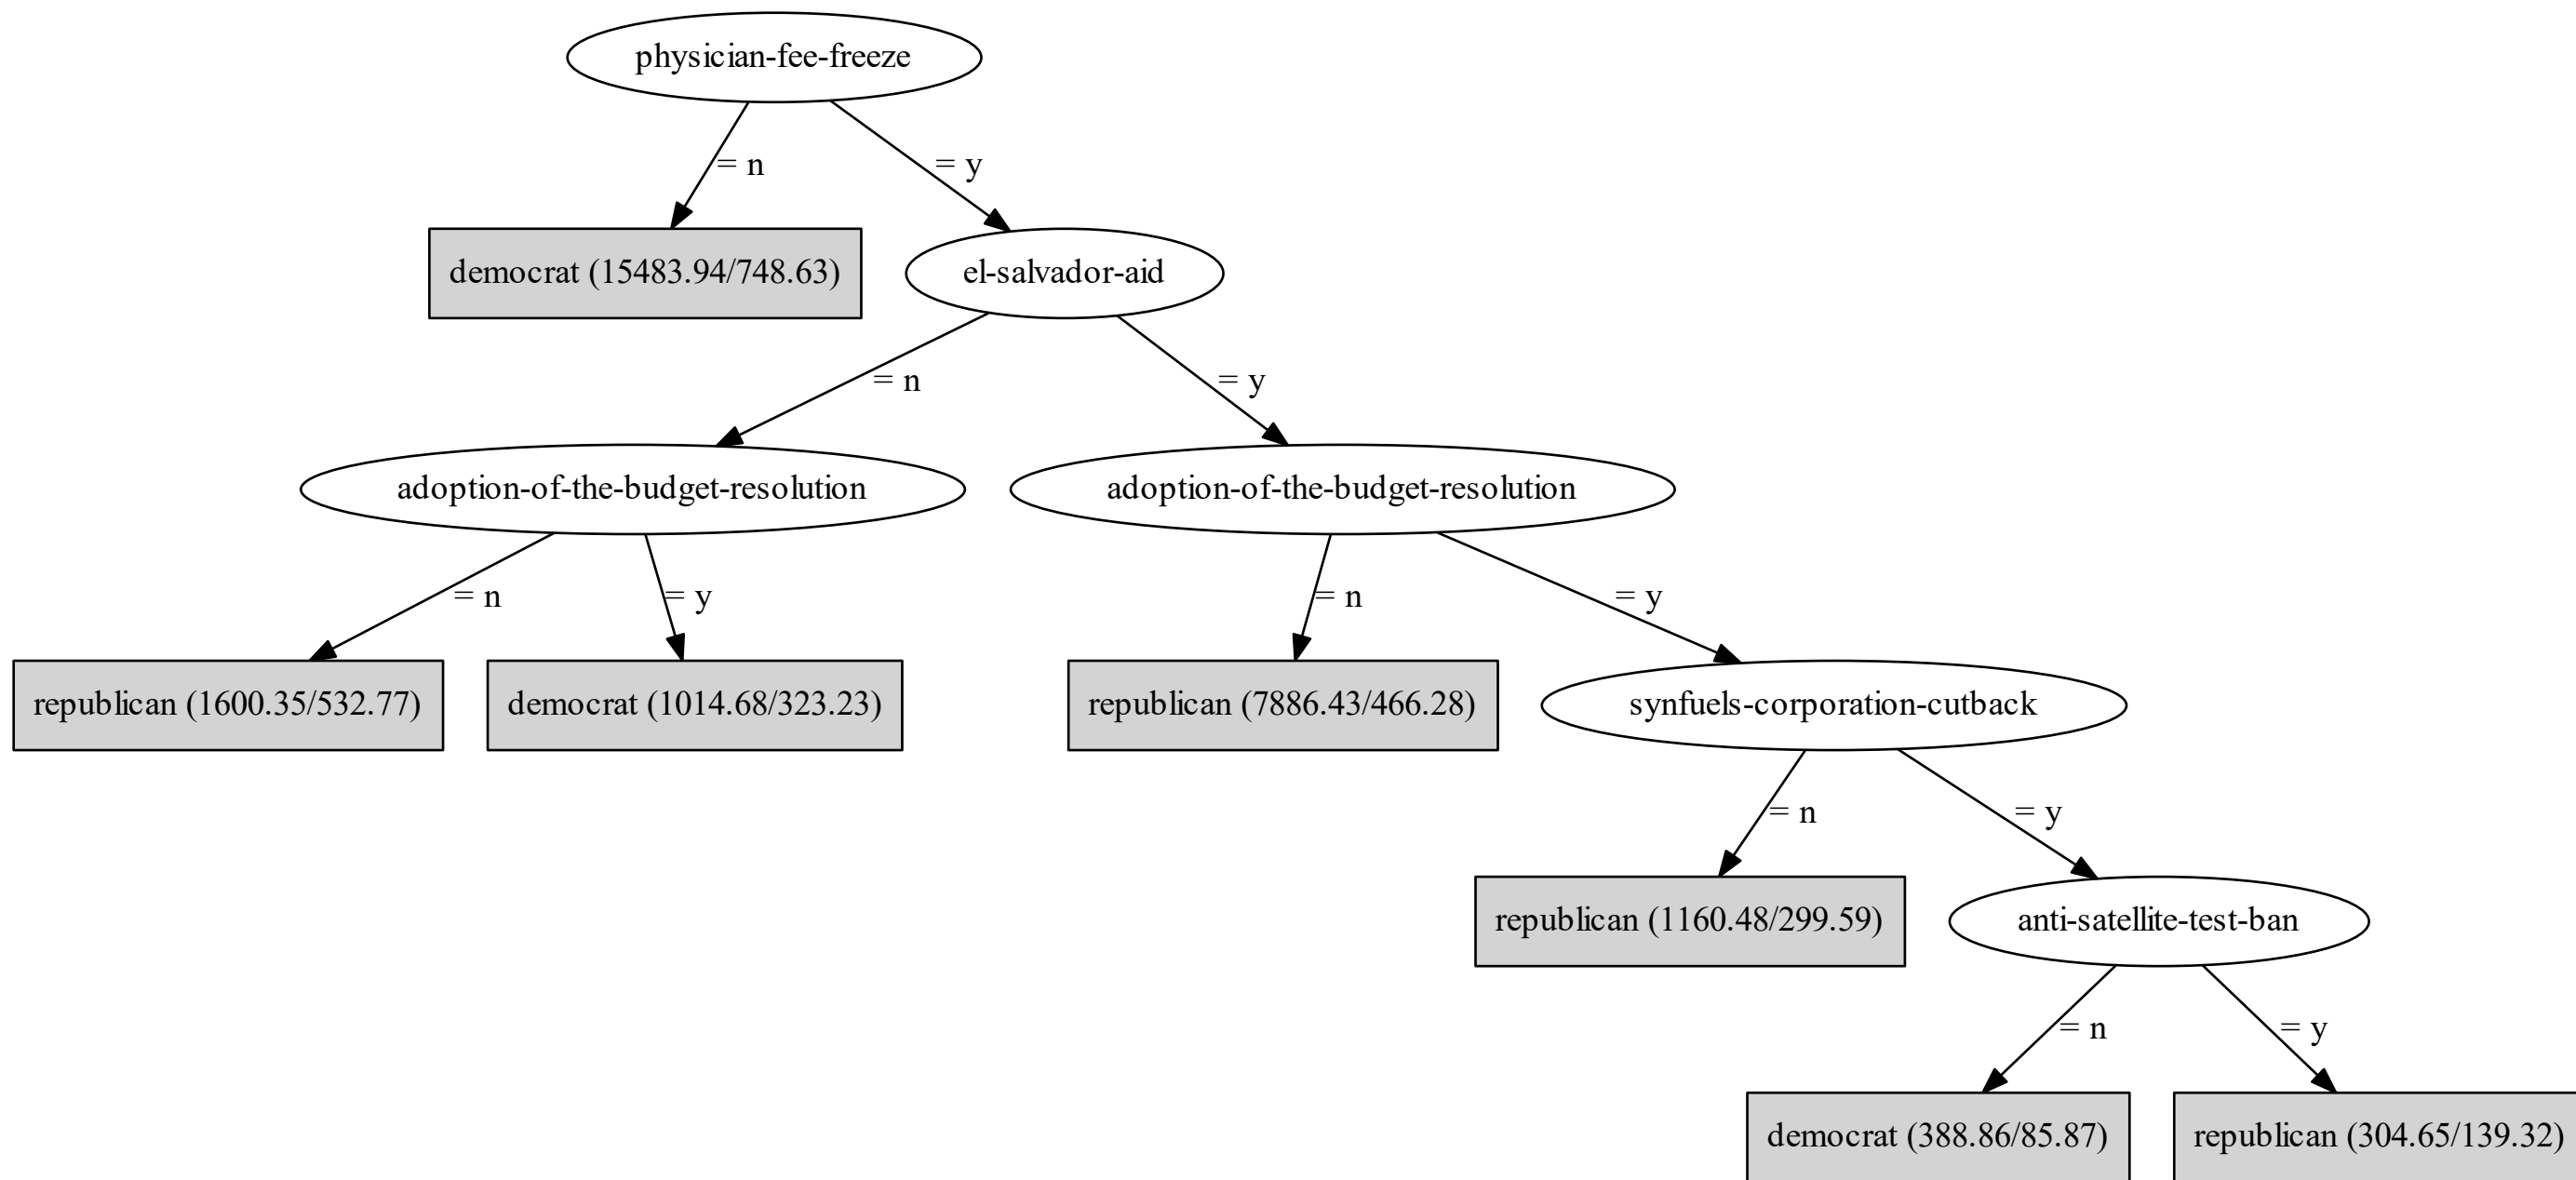 physician-fee-freeze
= n
= y
democrat (15483.94/748.63)
el-salvador-aid
= n
= y
adoption-of-the-budget-resolution
adoption-of-the-budget-resolution
= n
= y
= n
= y
republican (1600.35/532.77)
democrat (1014.68/323.23)
republican (7886.43/466.28)
synfuels-corporation-cutback
= n
= y
republican (1160.48/299.59)
anti-satellite-test-ban
= n
= y
democrat (388.86/85.87)
republican (304.65/139.32)